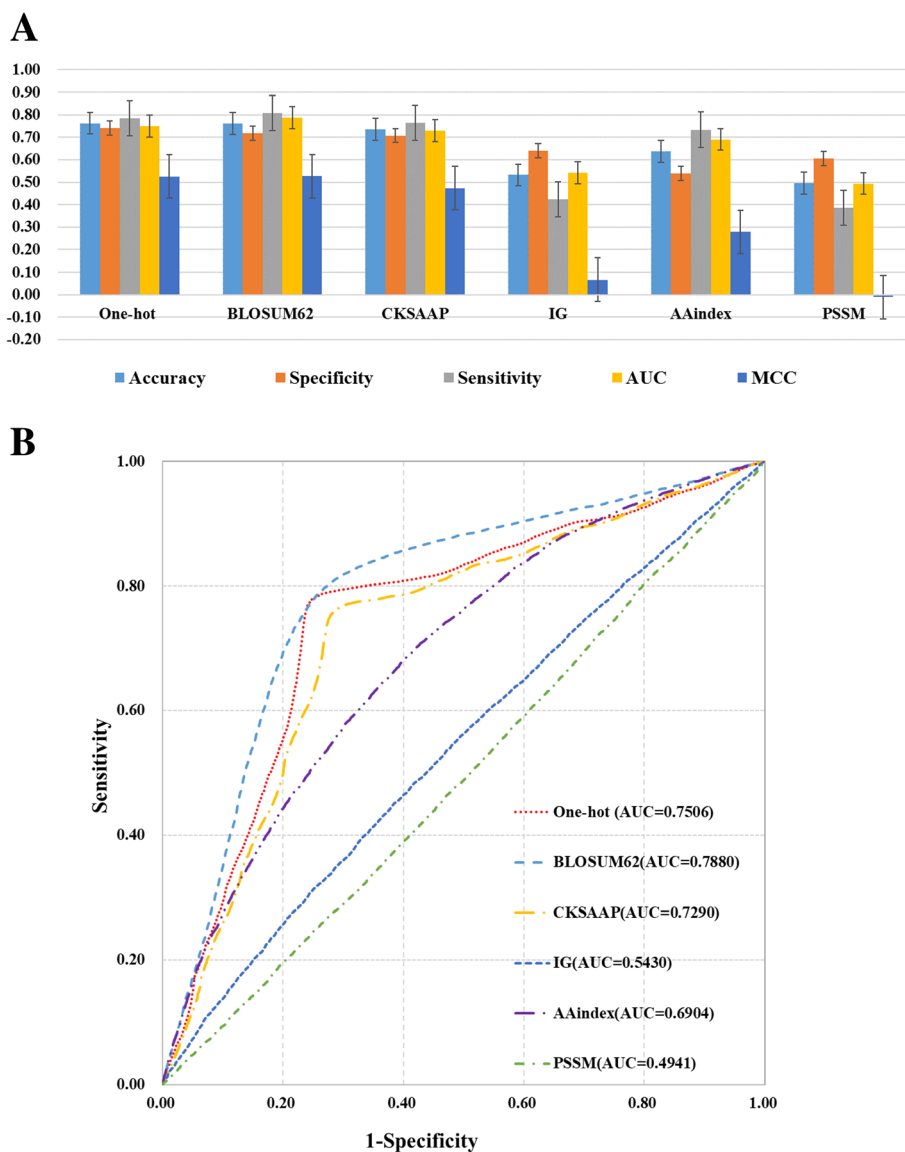 A
1.00
0.90
0.80
0.70
0.60
0.50
0.40
0.30
0.20
0.10
0.00
-0.10
-0.20
One-hot BLOSUM62 CKSAAP IG AAindex PSSM
Accuracy Specificity Sensitivity AUC MCC
B
1.00
0.80
0.60
0.40
0.20
0.00
Sensitivity
One-hot (AUC=0.7506)
BLOSUM62(AUC=0.7880)
CKSAAP(AUC=0.7290)
IG(AUC=0.5430)
AAindex(AUC=0.6904)
PSSM(AUC=0.4941)
0.00 0.20 0.40 0.60 0.80 1.00
1-Specificity